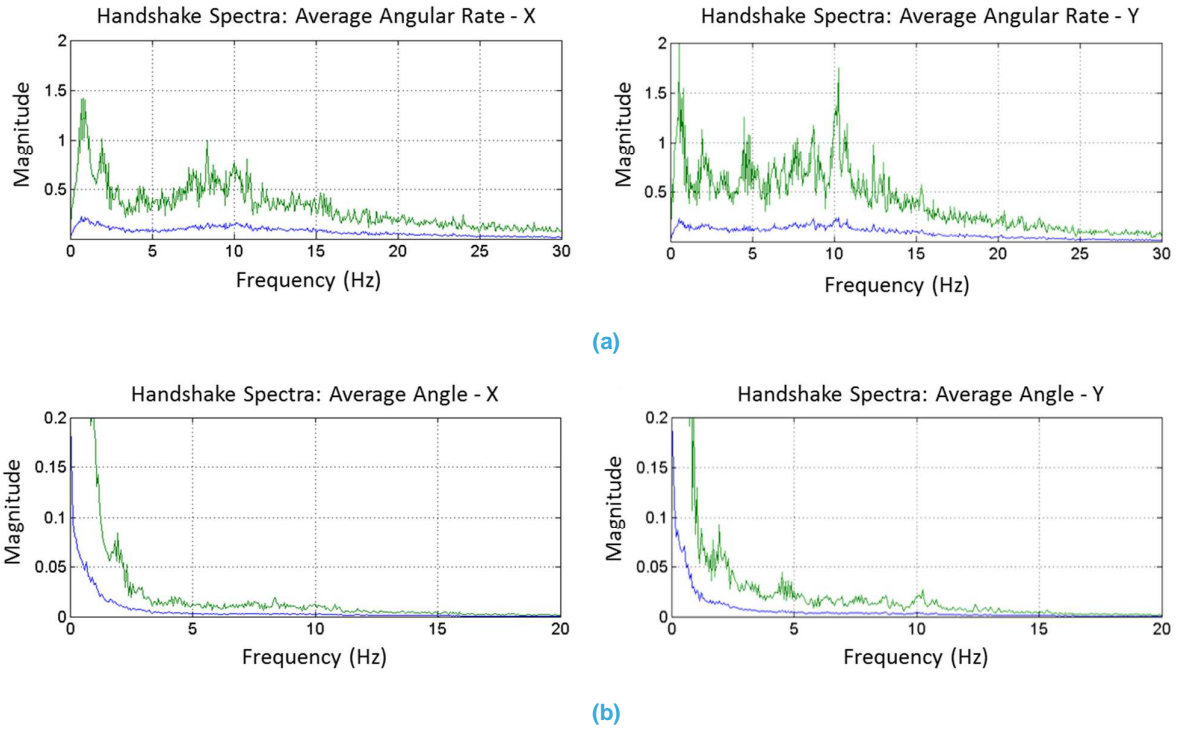 Handshake Spectra: Average Angular Rate - X
2
1.5
1
0.5
0 5 10 15 20 25 30
Magnitude
Frequency (Hz)
Handshake Spectra: Average Angular Rate - Y
2
1.5
1
0.5
0 5 10 15 20 25 30
Magnitude
Frequency (Hz)
(a)
Handshake Spectra: Average Angle - X
0.2
0.15
0.1
0.05
0
0 5 10 15 20
Magnitude
Frequency (Hz)
Handshake Spectra: Average Angle - Y
0.2
0.15
0.1
0.05
0
0 5 10 15 20
Magnitude
Frequency (Hz)
(b)